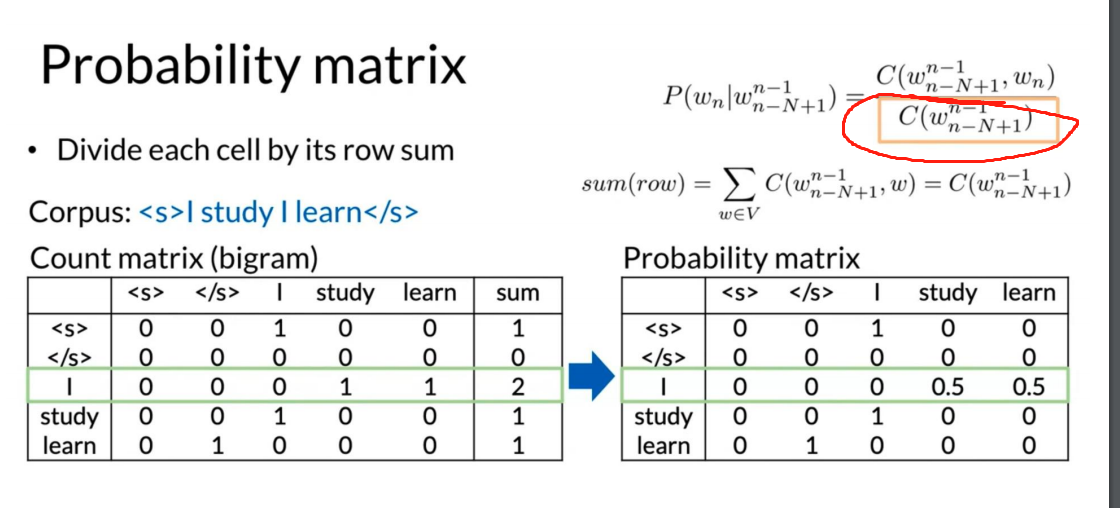 Probability matrix
P(w_n|w_{n-N+1}^{n-1}) = C(w_{n-N+1}^{n-1}, w_n) / C(w_{n-N+1}^{n-1})
• Divide each cell by its row sum
sum(row) = ∑_{w∈V} C(w_{n-N+1}^{n-1}, w) = C(w_{n-N+1}^{n-1})
Corpus: <s>I study I learn</s>
Count matrix (bigram)
<s> </s> I study learn sum
<s> 0 0 1 0 0 1
</s> 0 0 0 0 0 0
I 0 0 0 1 1 2
study 0 0 1 0 0 1
learn 0 1 0 0 0 1
Probability matrix
<s> </s> I study learn
<s> 0 0 1 0 0
</s> 0 0 0 0 0
I 0 0 0 0.5 0.5
study 0 0 1 0 0
learn 0 1 0 0 0